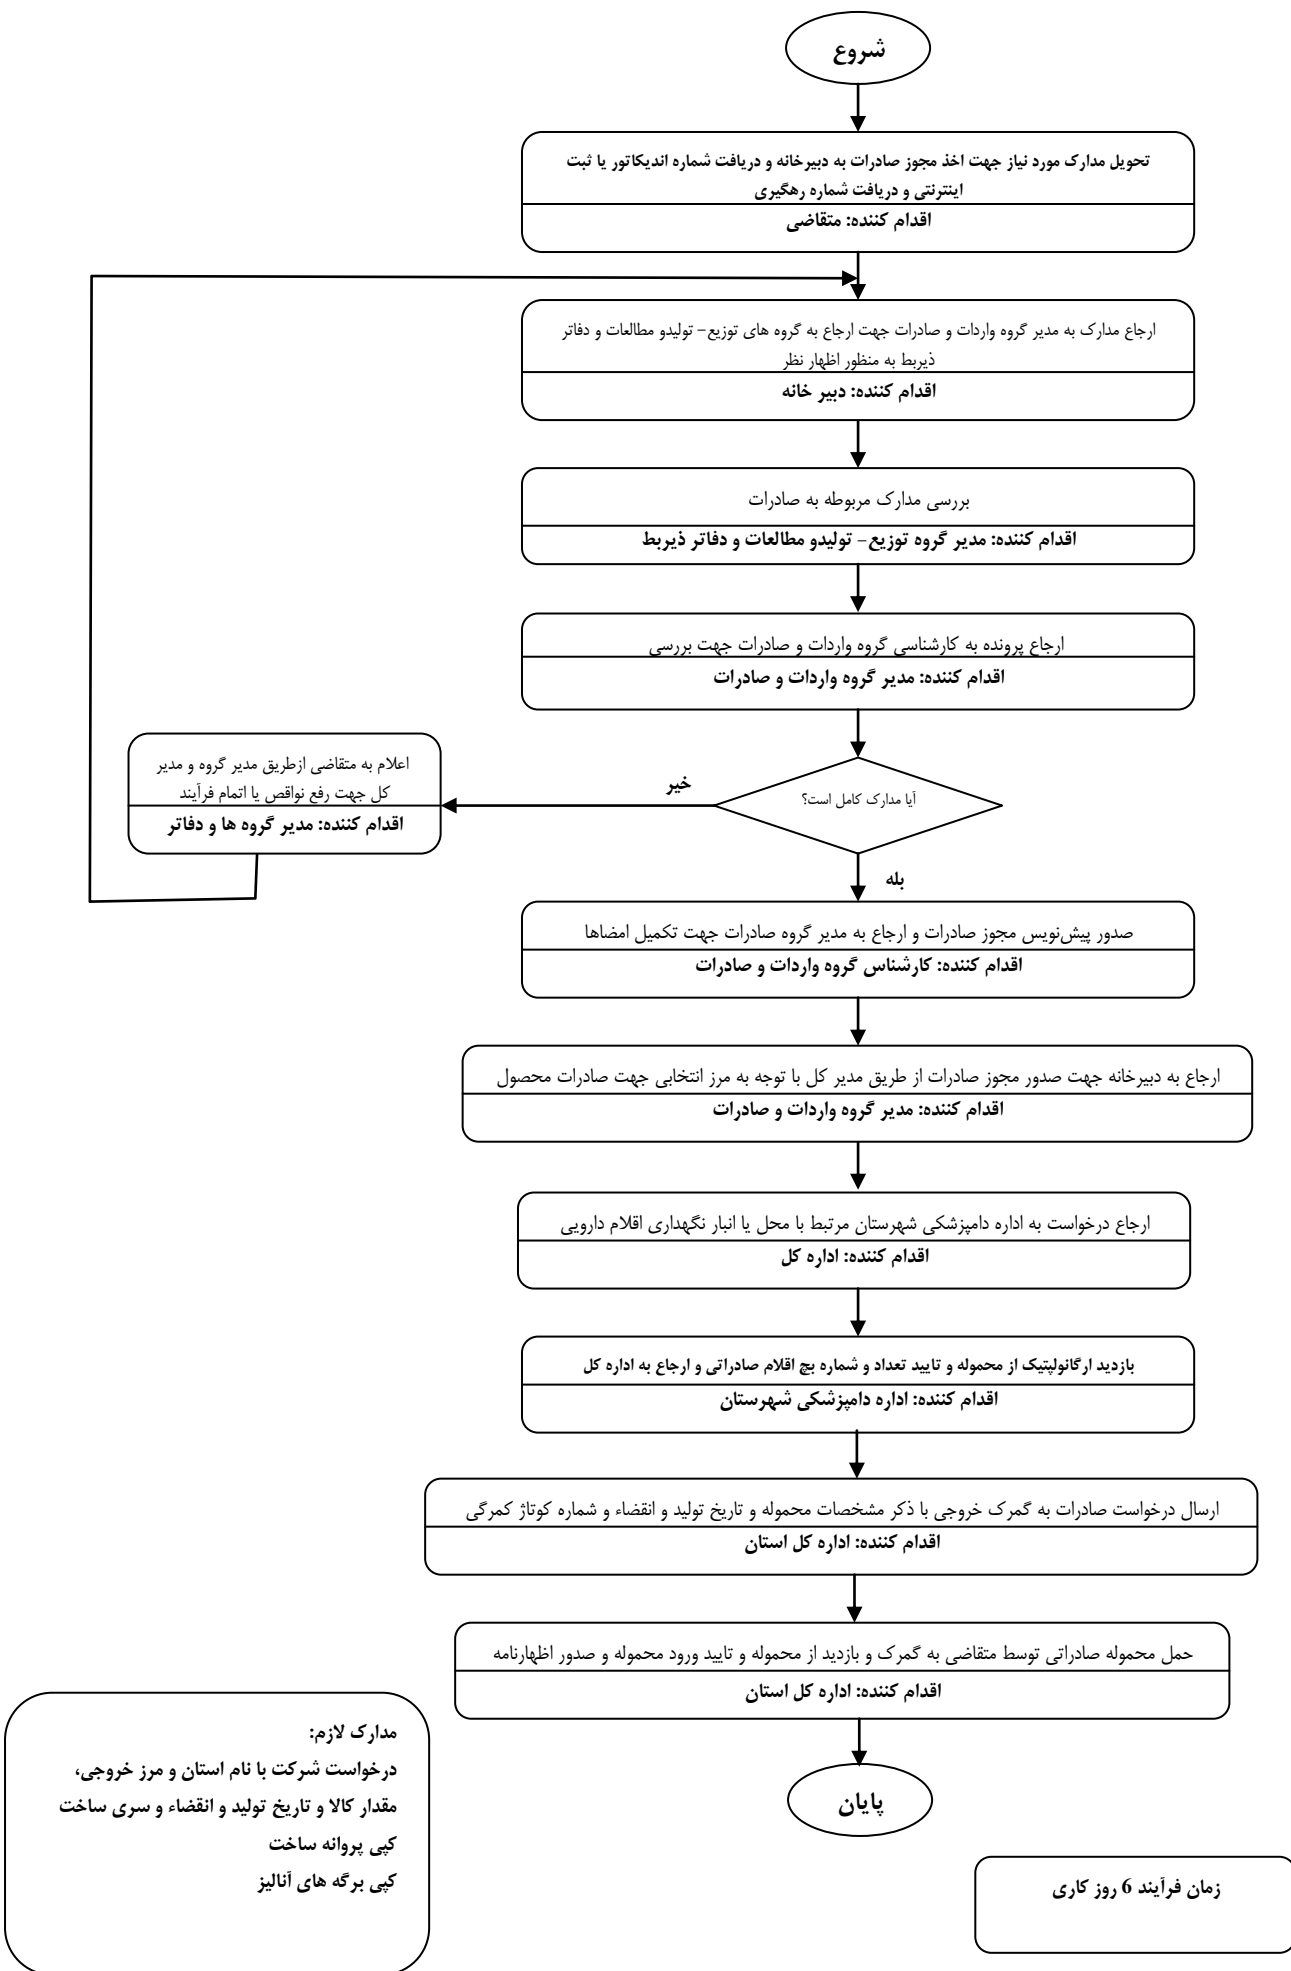 شروع
تحویل مدارک مورد نیاز جهت اخذ مجوز صادرات به دبیرخانه و دریافت شماره اندیکاتور یا ثبت
اینترنتی و دریافت شماره رهگیری
اقدام کننده: متقاضی
ارجاع مدارک به مدیر گروه واردات و صادرات جهت ارجاع به گروه های توزیع- تولیدو مطالعات و دفاتر
ذیربط به منظور اظهار نظر
اقدام کننده: دبیر خانه
بررسی مدارک مربوطه به صادرات
اقدام کننده: مدیر گروه توزیع- تولیدو مطالعات و دفاتر ذیربط
ارجاع پرونده به کارشناسی گروه واردات و صادرات جهت بررسی
اقدام کننده: مدیر گروه واردات و صادرات
آیا مدارک کامل است؟
خیر
اعلام به متقاضی ازطریق مدیر گروه و مدیر
کل جهت رفع نواقص یا اتمام فرآیند
اقدام کننده: مدیر گروه ها و دفاتر
بله
صدور پیش‌نویس مجوز صادرات و ارجاع به مدیر گروه صادرات جهت تکمیل امضاها
اقدام کننده: کارشناس گروه واردات و صادرات
ارجاع به دبیرخانه جهت صدور مجوز صادرات از طریق مدیر کل با توجه به مرز انتخابی جهت صادرات محصول
اقدام کننده: مدیر گروه واردات و صادرات
ارجاع درخواست به اداره دامپزشکی شهرستان مرتبط با محل یا انبار نگهداری اقلام دارویی
اقدام کننده: اداره کل
بازدید ارگانولپتیک از محموله و تایید تعداد و شماره بچ اقلام صادراتی و ارجاع به اداره کل
اقدام کننده: اداره دامپزشکی شهرستان
ارسال درخواست صادرات به گمرک خروجی با ذکر مشخصات محموله و تاریخ تولید و انقضاء و شماره کوتاژ کمرگی
اقدام کننده: اداره کل استان
حمل محموله صادراتی توسط متقاضی به گمرک و بازدید از محموله و تایید ورود محموله و صدور اظهارنامه
اقدام کننده: اداره کل استان
پایان
مدارک لازم:
درخواست شرکت با نام استان و مرز خروجی،
مقدار کالا و تاریخ تولید و انقضاء و سری ساخت
کپی پروانه ساخت
کپی برگه های آنالیز
زمان فرآیند 6 روز کاری